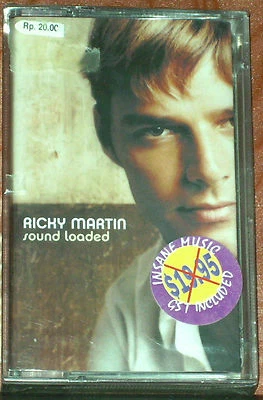 Rp. 20.00
RICKY MARTIN
sound loaded
INSANE MUSIC
$19.95
GST INCLUDED